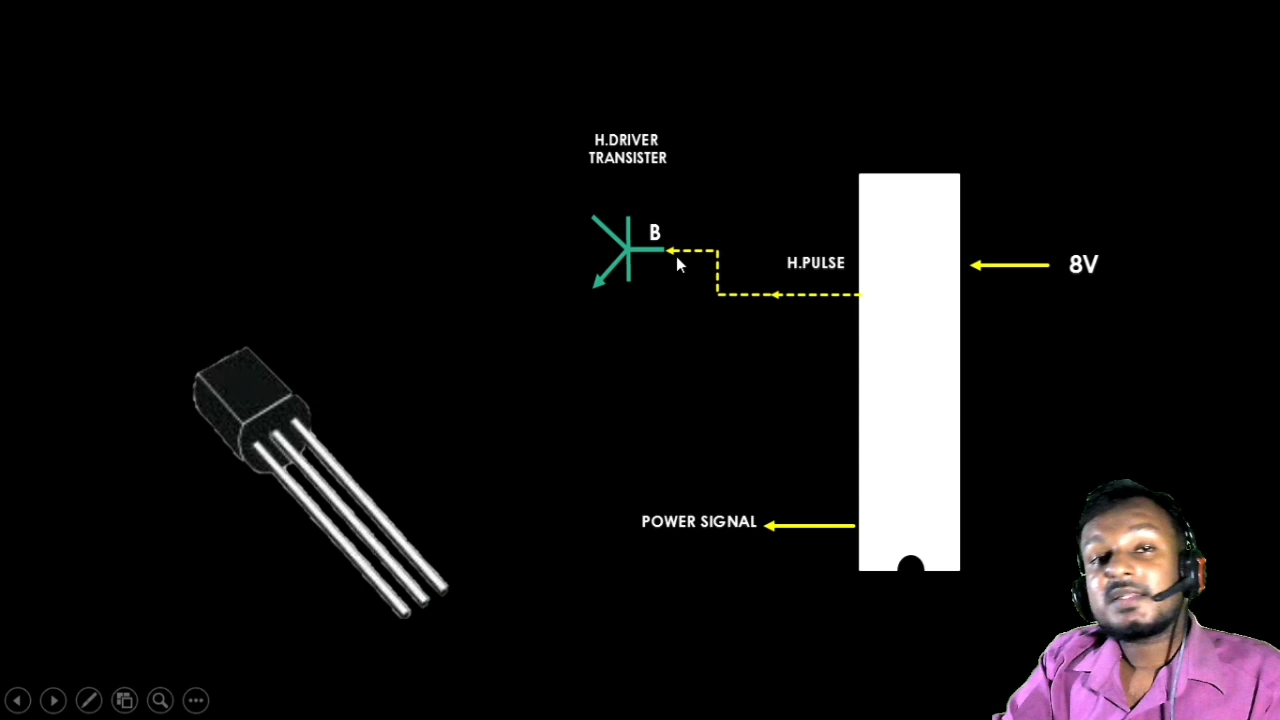 H.DRIVER
TRANSISTER
B
H.PULSE
8V
POWER SIGNAL